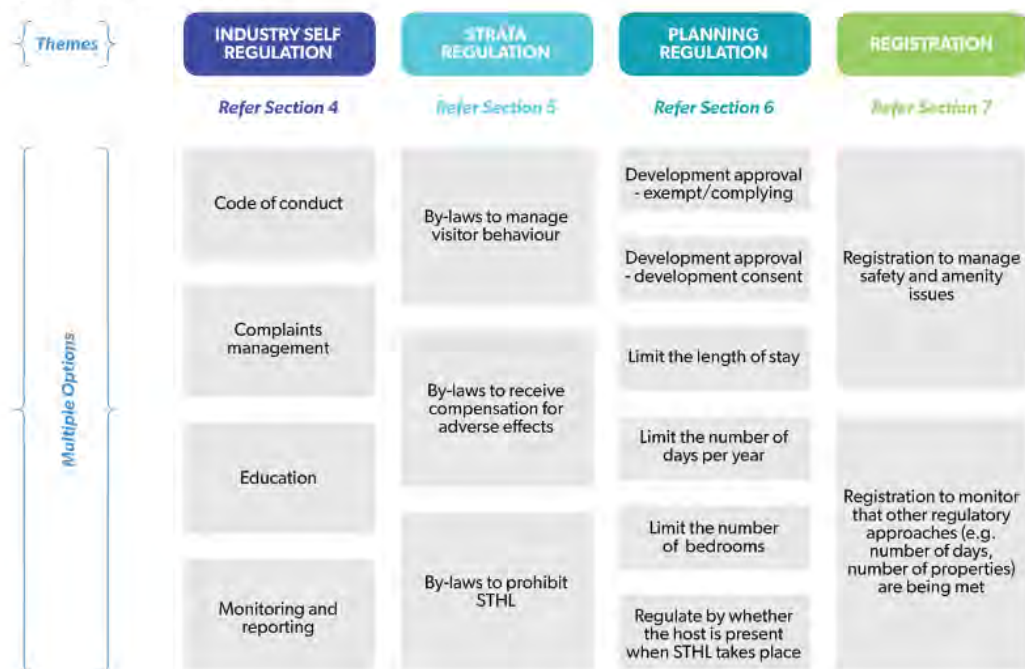 Themes
INDUSTRY SELF
REGULATION
STRATA
REGULATION
PLANNING
REGULATION
REGISTRATION
Refer Section 4
Refer Section 5
Refer Section 6
Refer Section 7
Multiple Options
Code of conduct
Complaints
management
Education
Monitoring and
reporting
By-laws to manage
visitor behaviour
By-laws to receive
compensation for
adverse effects
By-laws to prohibit
STHL
Development approval
- exempt/complying
Development approval
- development consent
Limit the length of stay
Limit the number of
days per year
Limit the number
of bedrooms
Regulate by whether
the host is present
when STHL takes place
Registration to manage
safety and amenity
issues
Registration to monitor
that other regulatory
approaches (e.g.
number of days,
number of properties)
are being met